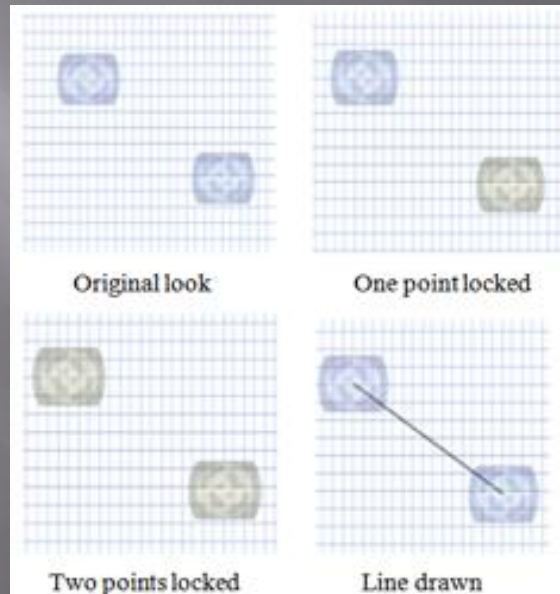 Original look
One point locked
Two points locked
Line drawn